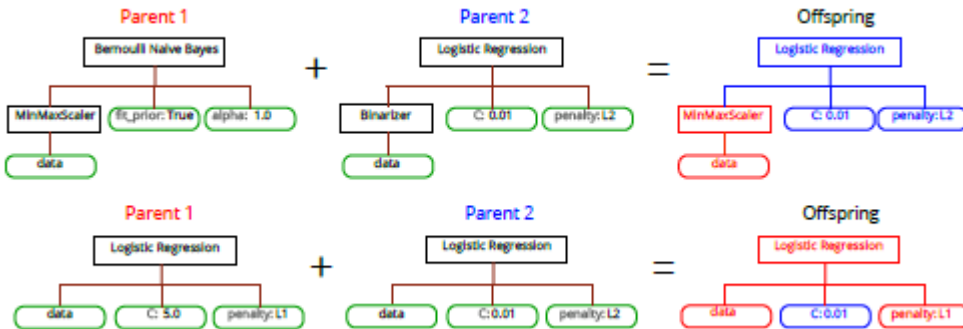 Parent 1 Parent 2 Offspring
Bernoulli Naive Bayes + Logistic Regression = Logistic Regression
MinMaxScaler fit_prior: True alpha: 1.0 Binarizer C: 0.01 penalty: L2 MinMaxScaler C: 0.01 penalty: L2
data data data
Parent 1 Parent 2 Offspring
Logistic Regression + Logistic Regression = Logistic Regression
data C: 5.0 penalty: L1 data C: 0.01 penalty: L2 data C: 0.01 penalty: L1